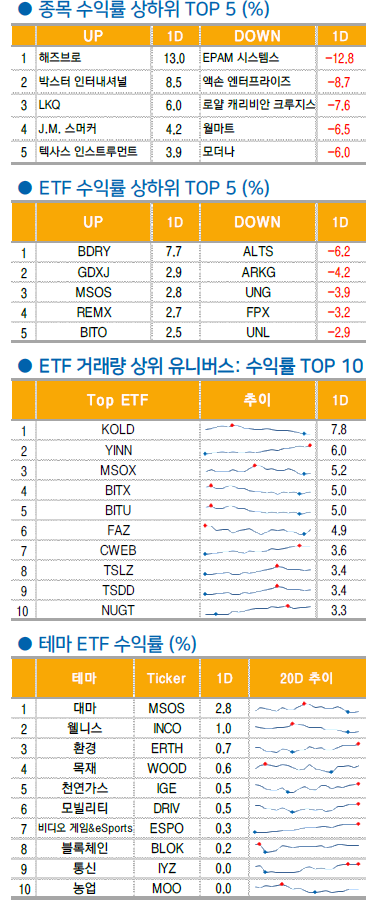 ● 종목 수익률 상하위 TOP 5 (%)
UP 1D DOWN 1D
1 해즈브로 13.0 EPAM 시스템스 -12.8
2 박스터 인터내셔널 8.5 액손 엔터프라이즈 -8.7
3 LKQ 6.0 로얄 캐리비안 크루지스 -7.6
4 J.M. 스머커 4.2 월마트 -6.5
5 텍사스 인스트루먼트 3.9 모더나 -6.0
● ETF 수익률 상하위 TOP 5 (%)
UP 1D DOWN 1D
1 BDRY 7.7 ALTS -6.2
2 GDXJ 2.9 ARKG -4.2
3 MSOS 2.8 UNG -3.9
4 REMX 2.7 FPX -3.2
5 BITO 2.5 UNL -2.9
● ETF 거래량 상위 유니버스: 수익률 TOP 10
Top ETF 추이 1D
1 KOLD 7.8
2 YINN 6.0
3 MSOX 5.2
4 BITX 5.0
5 BITU 5.0
6 FAZ 4.9
7 CWEB 3.6
8 TSLZ 3.4
9 TSDD 3.4
10 NUGT 3.3
● 테마 ETF 수익률 (%)
테마 Ticker 1D 20D 추이
1 대마 MSOS 2.8
2 웰니스 INCO 1.0
3 환경 ERTH 0.7
4 목재 WOOD 0.6
5 천연가스 IGE 0.5
6 모빌리티 DRIV 0.5
7 비디오 게임&eSports ESPO 0.3
8 블록체인 BLOK 0.2
9 통신 IYZ 0.0
10 농업 MOO 0.0